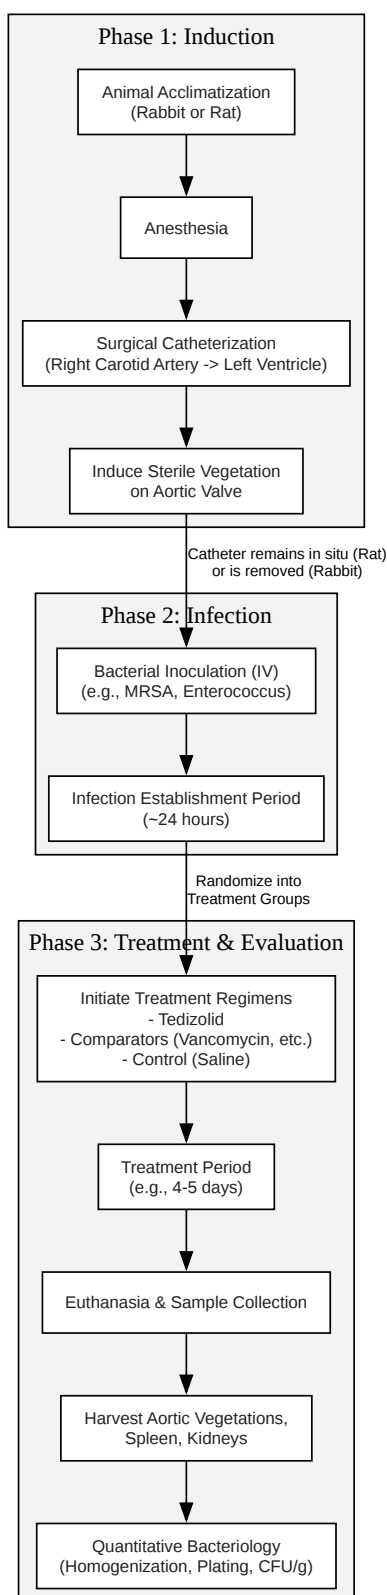 Phase 1: Induction
Animal Acclimatization
(Rabbit or Rat)
Anesthesia
Surgical Catheterization
(Right Carotid Artery -> Left Ventricle)
Induce Sterile Vegetation
on Aortic Valve
Catheter remains in situ (Rat)
or is removed (Rabbit)
Phase 2: Infection
Bacterial Inoculation (IV)
(e.g., MRSA, Enterococcus)
Infection Establishment Period
(~24 hours)
Randomize into
Treatment Groups
Phase 3: Treatment & Evaluation
Initiate Treatment Regimens
- Tedizolid
- Comparators (Vancomycin, etc.)
- Control (Saline)
Treatment Period
(e.g., 4-5 days)
Euthanasia & Sample Collection
Harvest Aortic Vegetations,
Spleen, Kidneys
Quantitative Bacteriology
(Homogenization, Plating, CFU/g)